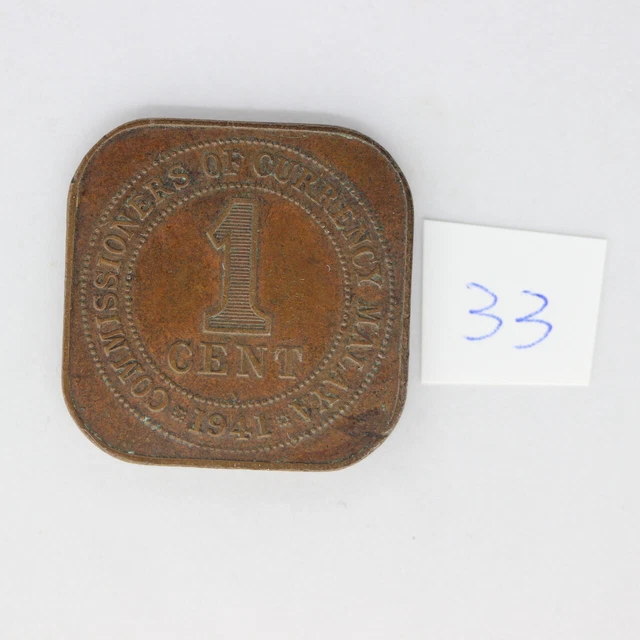 COMMISSIONERS OF CURRENCY MALAYA
1
CENT
1941
33